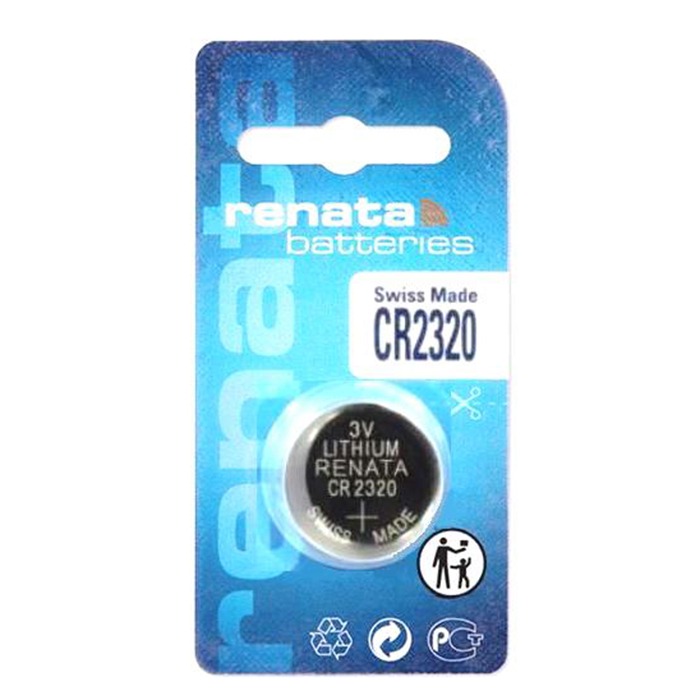 renata
renata
batteries
Swiss Made
CR2320
3V
LITHIUM
RENATA
CR 2320
+
SWISS MADE